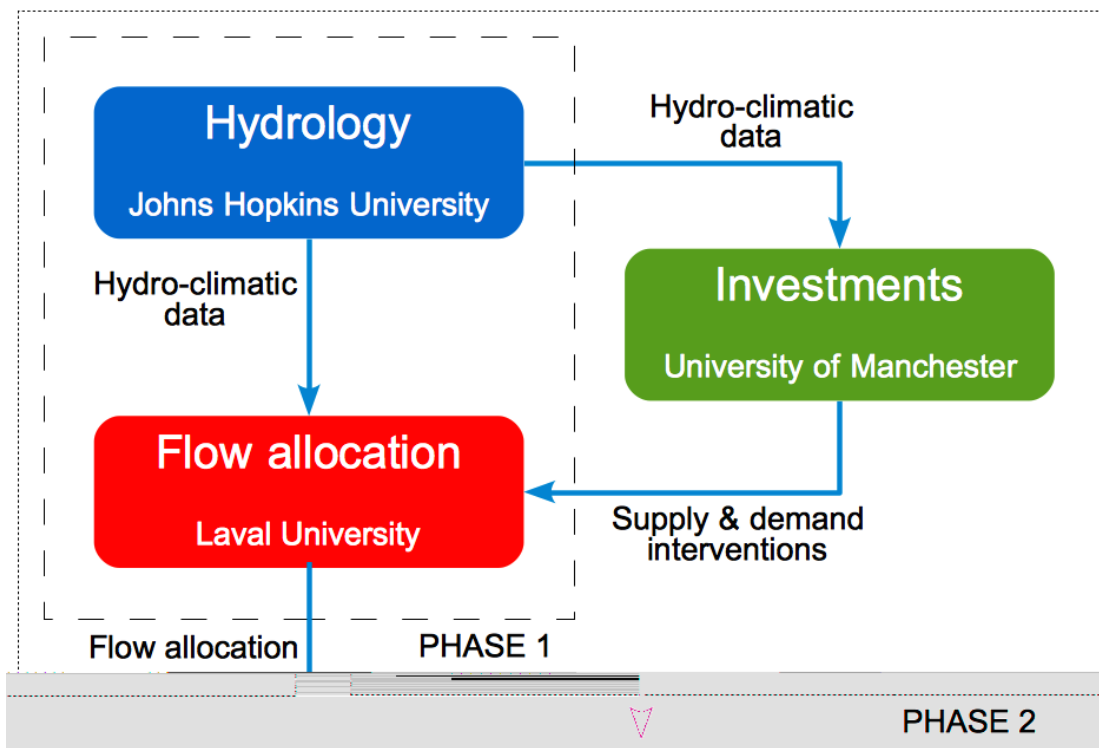 Hydrology
Johns Hopkins University
Hydro-climatic
data
Hydro-climatic
data
Investments
University of Manchester
Flow allocation
Laval University
Supply & demand
interventions
Flow allocation
PHASE 1
PHASE 2